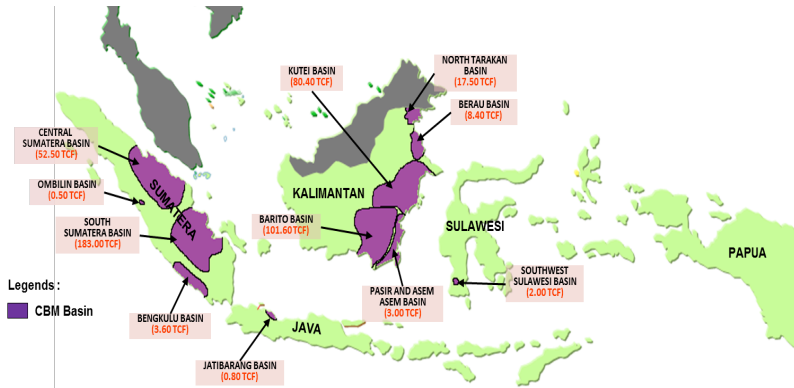 KUTEI BASIN
(80.40 TCF)
NORTH TARAKAN
BASIN
(17.50 TCF)
BERAU BASIN
(8.40 TCF)
CENTRAL
SUMATERA BASIN
(52.50 TCF)
OMBILIN BASIN
(0.50 TCF)
SUMATERA
KALIMANTAN
SOUTH
SUMATERA BASIN
(183.00 TCF)
BARITO BASIN
(101.60 TCF)
SULAWESI
PAPUA
Legends :
CBM Basin
BENGKULU BASIN
(3.60 TCF)
PASIR AND ASEM
ASEM BASIN
(3.00 TCF)
SOUTHWEST
SULAWESI BASIN
(2.00 TCF)
JAVA
JATIBARANG BASIN
(0.80 TCF)